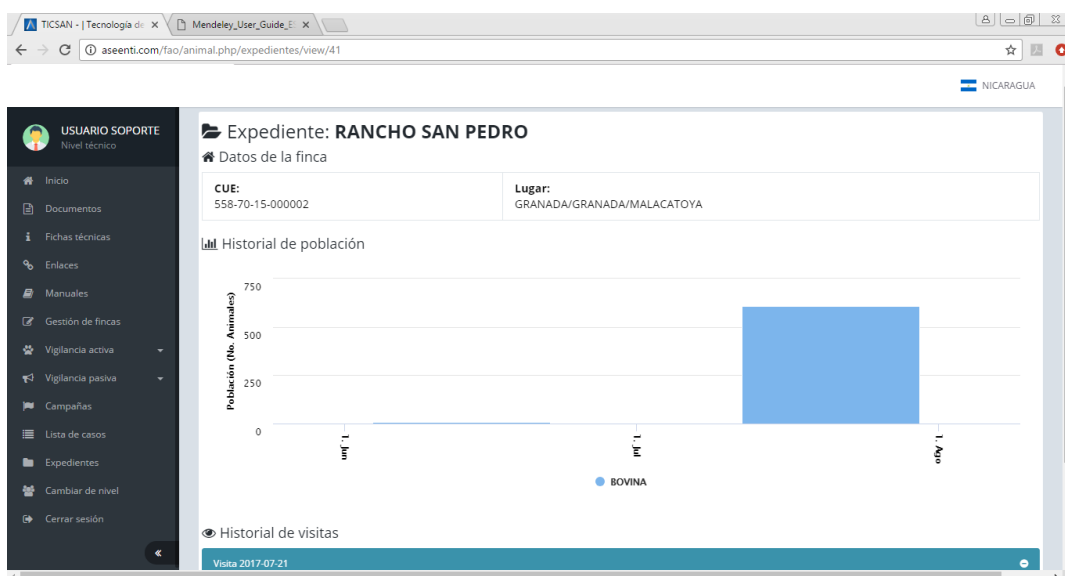 TICSAN - | Tecnología de
Mendeley_User_Guide_E
aseenti.com/fao/animal.php/expedientes/view/41
NICARAGUA
USUARIO SOPORTE
Nivel técnico
Inicio
Documentos
Fichas técnicas
Enlaces
Manuales
Gestión de fincas
Vigilancia activa
Vigilancia pasiva
Campañas
Lista de casos
Expedientes
Cambiar de nivel
Cerrar sesión
Expediente: RANCHO SAN PEDRO
Datos de la finca
CUE:
558-70-15-000002
Lugar:
GRANADA/GRANADA/MALACATOYA
Historial de población
Población (No. Animales)
750
500
250
0
1. Jun
1. Jul
1. Ago
BOVINA
Historial de visitas
Visita 2017-07-21